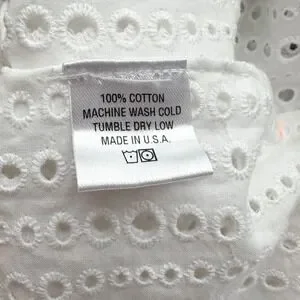 100% COTTON
MACHINE WASH COLD
TUMBLE DRY LOW
MADE IN U.S.A.